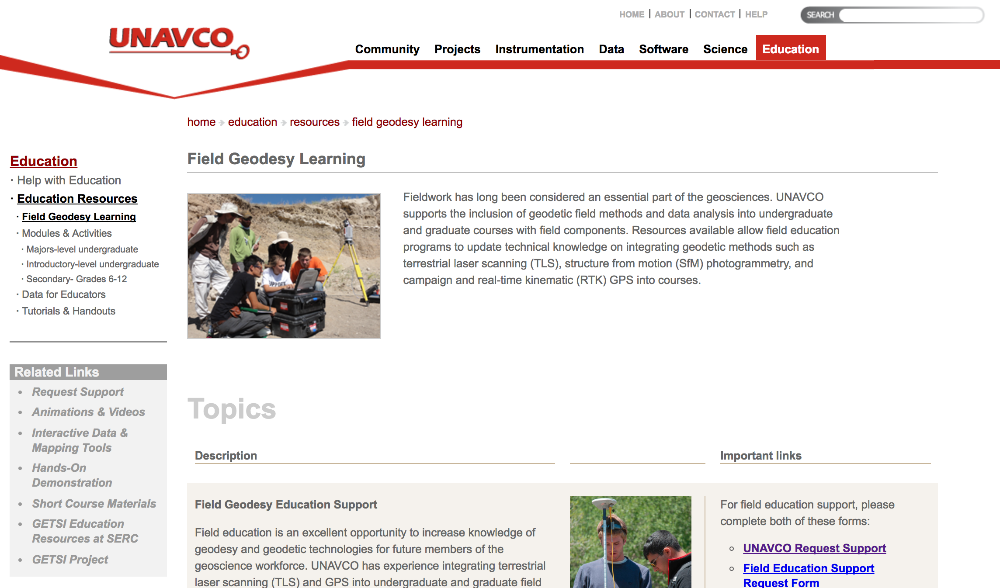 HOME | ABOUT | CONTACT | HELP
SEARCH
UNAVCO
Community Projects Instrumentation Data Software Science Education
home education resources field geodesy learning
Education
· Help with Education
· Education Resources
· Field Geodesy Learning
· Modules & Activities
· Majors-level undergraduate
· Introductory-level undergraduate
· Secondary- Grades 6-12
· Data for Educators
· Tutorials & Handouts
Related Links
• Request Support
• Animations & Videos
• Interactive Data &
Mapping Tools
• Hands-On
Demonstration
• Short Course Materials
• GETSI Education
Resources at SERC
• GETSI Project
Field Geodesy Learning
Fieldwork has long been considered an essential part of the geosciences. UNAVCO
supports the inclusion of geodetic field methods and data analysis into undergraduate
and graduate courses with field components. Resources available allow field education
programs to update technical knowledge on integrating geodetic methods such as
terrestrial laser scanning (TLS), structure from motion (SfM) photogrammetry, and
campaign and real-time kinematic (RTK) GPS into courses.
Topics
Description
Important links
Field Geodesy Education Support
Field education is an excellent opportunity to increase knowledge of
geodesy and geodetic technologies for future members of the
geoscience workforce. UNAVCO has experience integrating terrestrial
laser scanning (TLS) and GPS into undergraduate and graduate field
For field education support, please
complete both of these forms:
UNAVCO Request Support
Field Education Support
Request Form